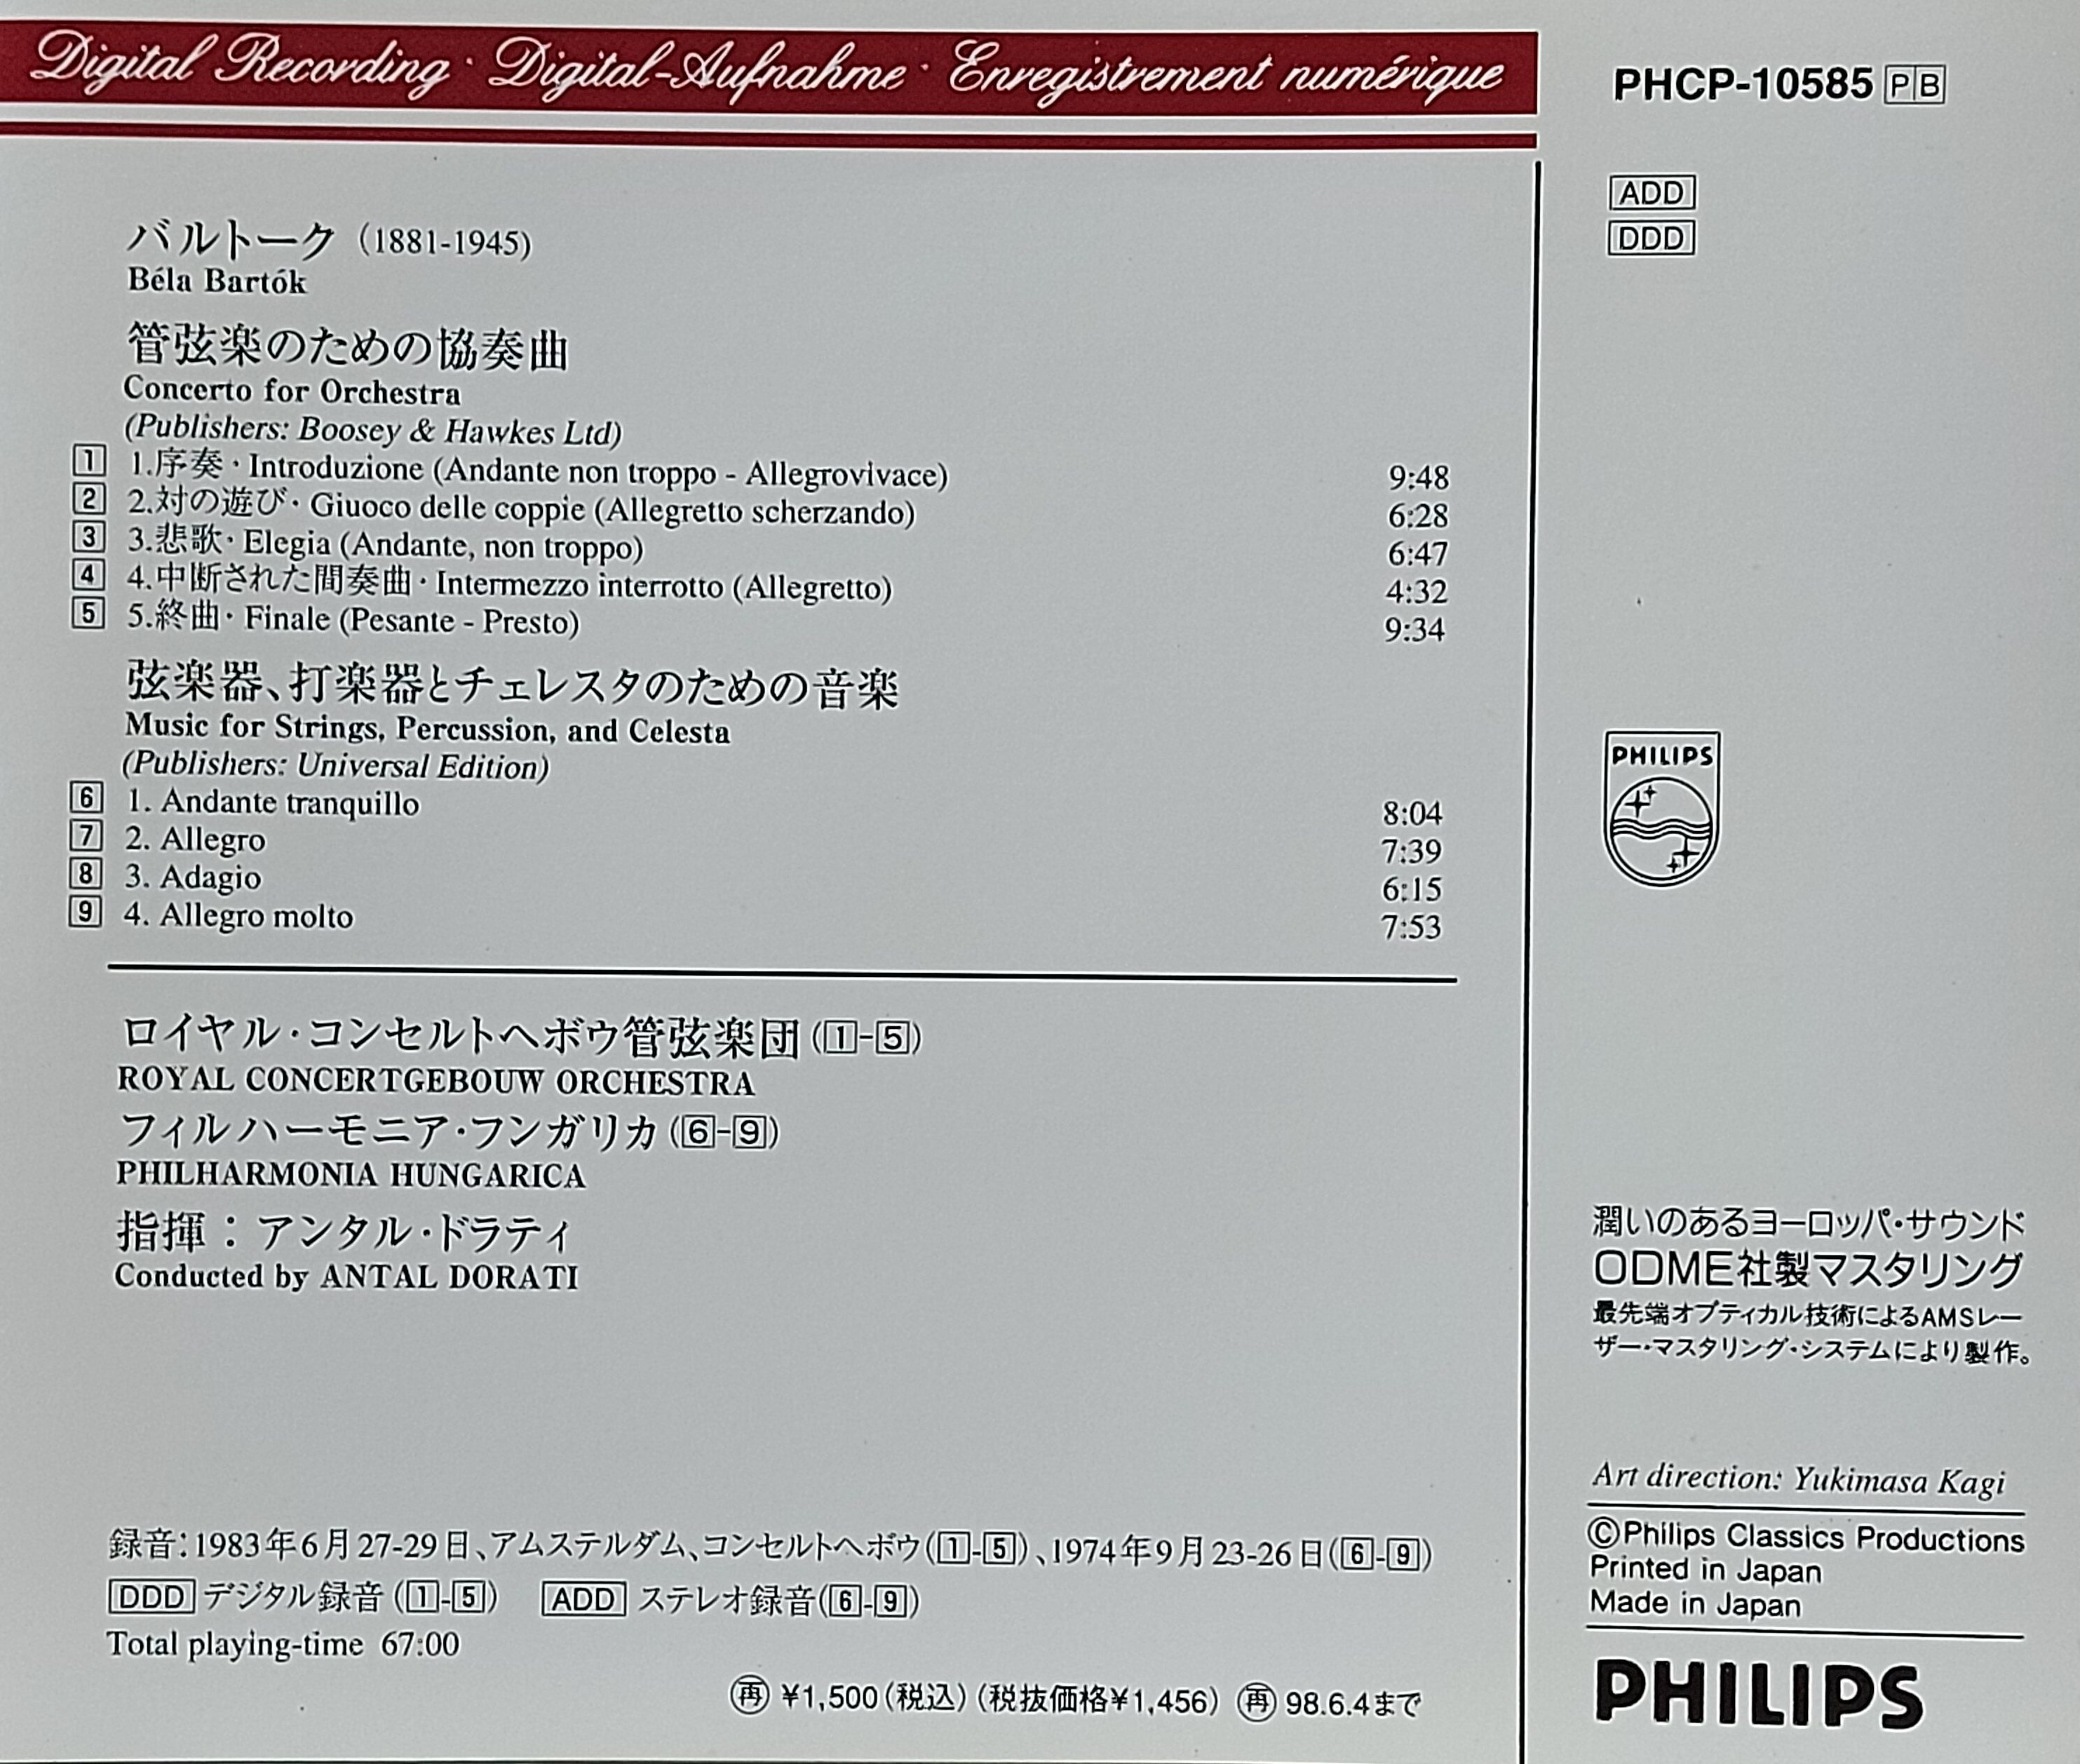 Digital Recording · Digital-Aufnahme · Enregistrement numérique
PHCP-10585 PB
ADD
DDD
バルトーク (1881-1945)
Béla Bartók
管弦楽のための協奏曲
Concerto for Orchestra
(Publishers: Boosey & Hawkes Ltd)
1 1.序奏・Introduzione (Andante non troppo - Allegrovivace) 9:48
2 2.対の遊び・Giuoco delle coppie (Allegretto scherzando) 6:28
3 3.悲歌・Elegia (Andante, non troppo) 6:47
4 4.中断された間奏曲・Intermezzo interrotto (Allegretto) 4:32
5 5.終曲・Finale (Pesante - Presto) 9:34
弦楽器、打楽器とチェレスタのための音楽
Music for Strings, Percussion, and Celesta
(Publishers: Universal Edition)
6 1. Andante tranquillo 8:04
7 2. Allegro 7:39
8 3. Adagio 6:15
9 4. Allegro molto 7:53
PHILIPS
ロイヤル・コンセルトヘボウ管弦楽団(1-5)
ROYAL CONCERTGEBOUW ORCHESTRA
フィルハーモニア・フンガリカ(6-9)
PHILHARMONIA HUNGARICA
指揮：アンタル・ドラティ
Conducted by ANTAL DORATI
潤いのあるヨーロッパ・サウンド
ODME社製マスタリング
最先端オプティカル技術によるAMSレー
ザー・マスタリング・システムにより製作。
Art direction: Yukimasa Kagi
©Philips Classics Productions
Printed in Japan
Made in Japan
PHILIPS
録音：1983年6月27-29日、アムステルダム、コンセルトヘボウ(1-5)、1974年9月23-26日(6-9)
DDD デジタル録音 (1-5) ADD ステレオ録音(6-9)
Total playing-time 67:00
再 ¥1,500(税込)(税抜価格¥1,456) 再 98.6.4まで